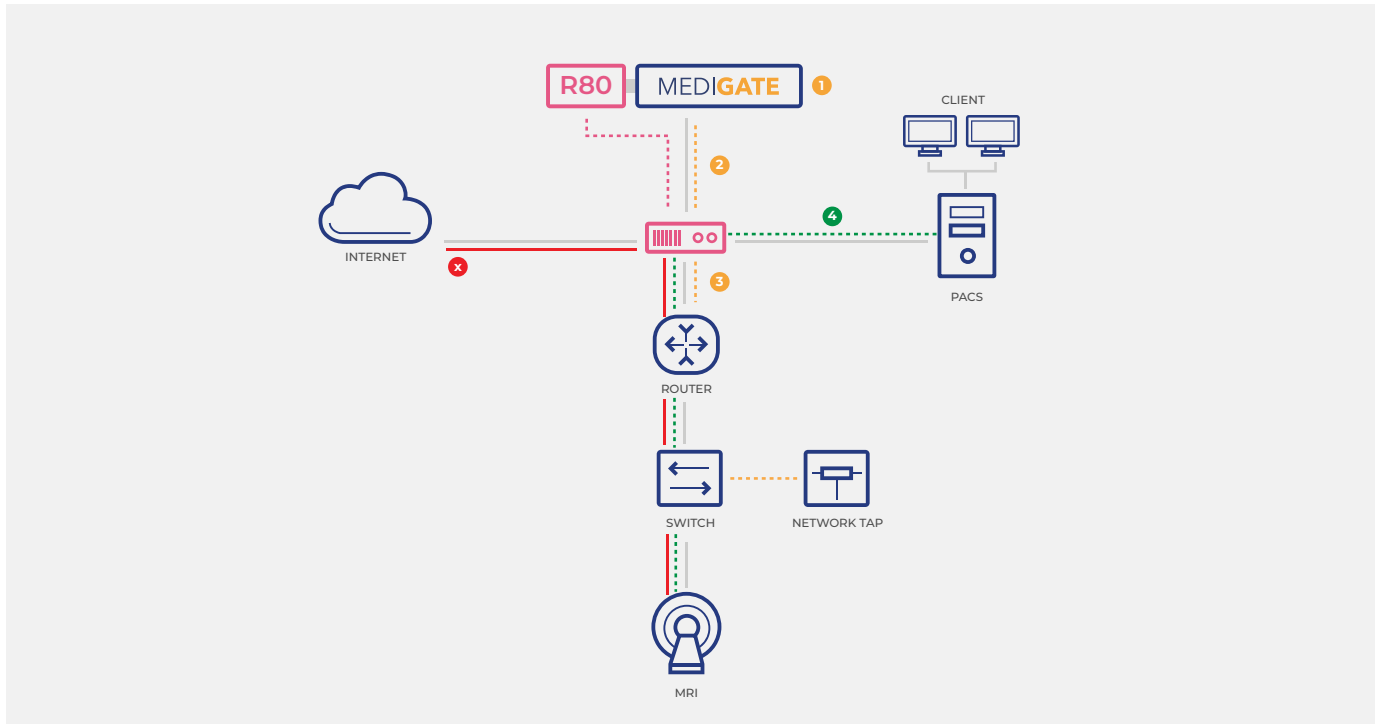 R80
MEDIGATE
1
CLIENT
2
4
INTERNET
x
3
PACS
ROUTER
SWITCH
NETWORK TAP
MRI